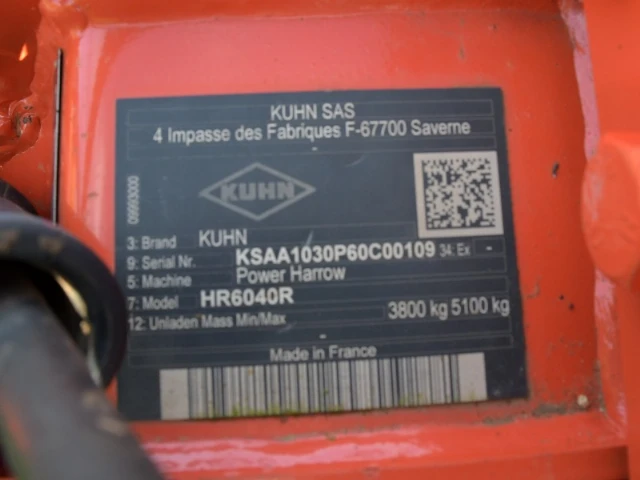 KUHN SAS
4 Impasse des Fabriques F-67700 Saverne
-
09993000
KUHN
3: Brand KUHN
9: Serial Nr. KSAA1030P60C00109 34: Ex -
5: Machine Power Harrow
7: Model HR6040R
12: Unladen Mass Min/Max 3800 kg 5100 kg
-
Made in France